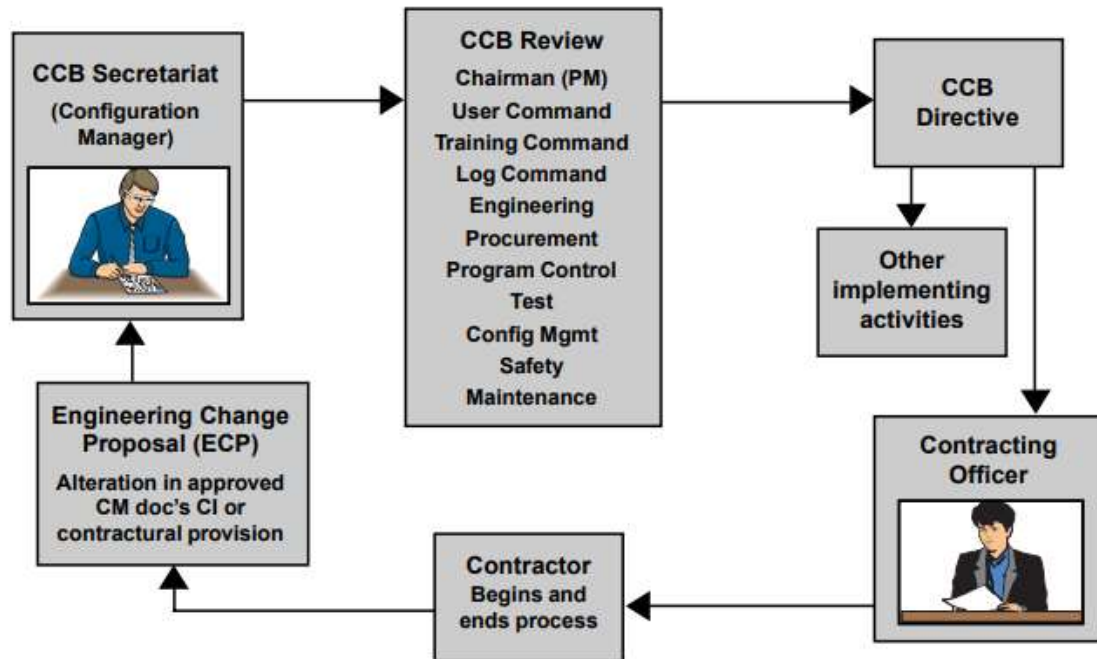 CCB Secretariat
(Configuration
Manager)
CCB Review
Chairman (PM)
User Command
Training Command
Log Command
Engineering
Procurement
Program Control
Test
Config Mgmt
Safety
Maintenance
CCB
Directive
Other
implementing
activities
Engineering Change
Proposal (ECP)
Alteration in approved
CM doc's CI or
contractural provision
Contractor
Begins and
ends process
Contracting
Officer